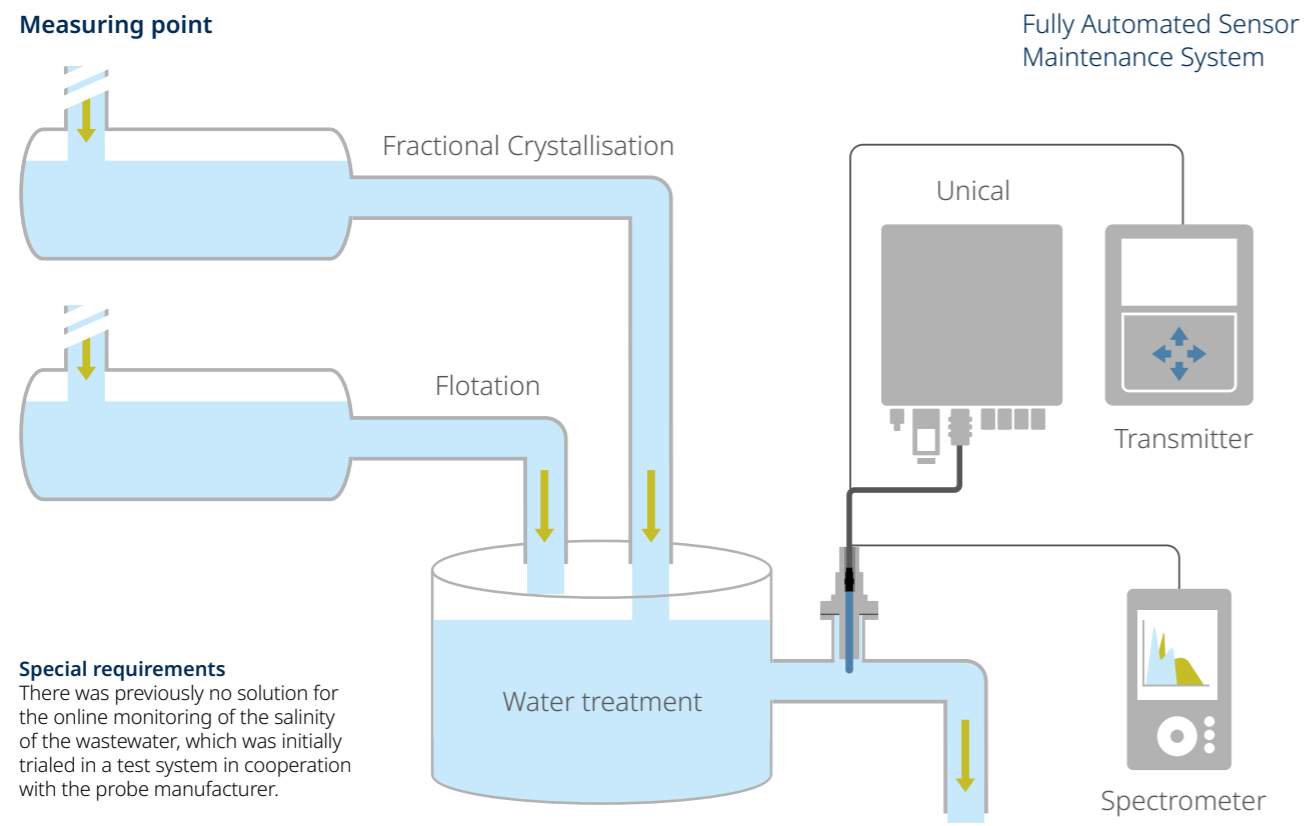 Measuring point
Fully Automated Sensor
Maintenance System
Fractional Crystallisation
Unical
Flotation
Transmitter
Special requirements
There was previously no solution for
the online monitoring of the salinity
of the wastewater, which was initially
trialed in a test system in cooperation
with the probe manufacturer.
Water treatment
Spectrometer